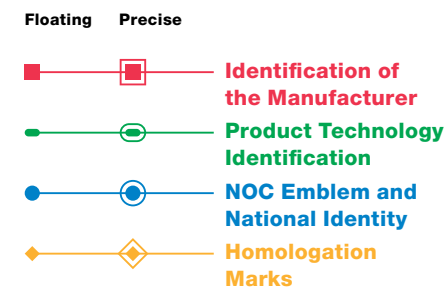 Floating Precise
Identification of
the Manufacturer
Product Technology
Identification
NOC Emblem and
National Identity
Homologation
Marks